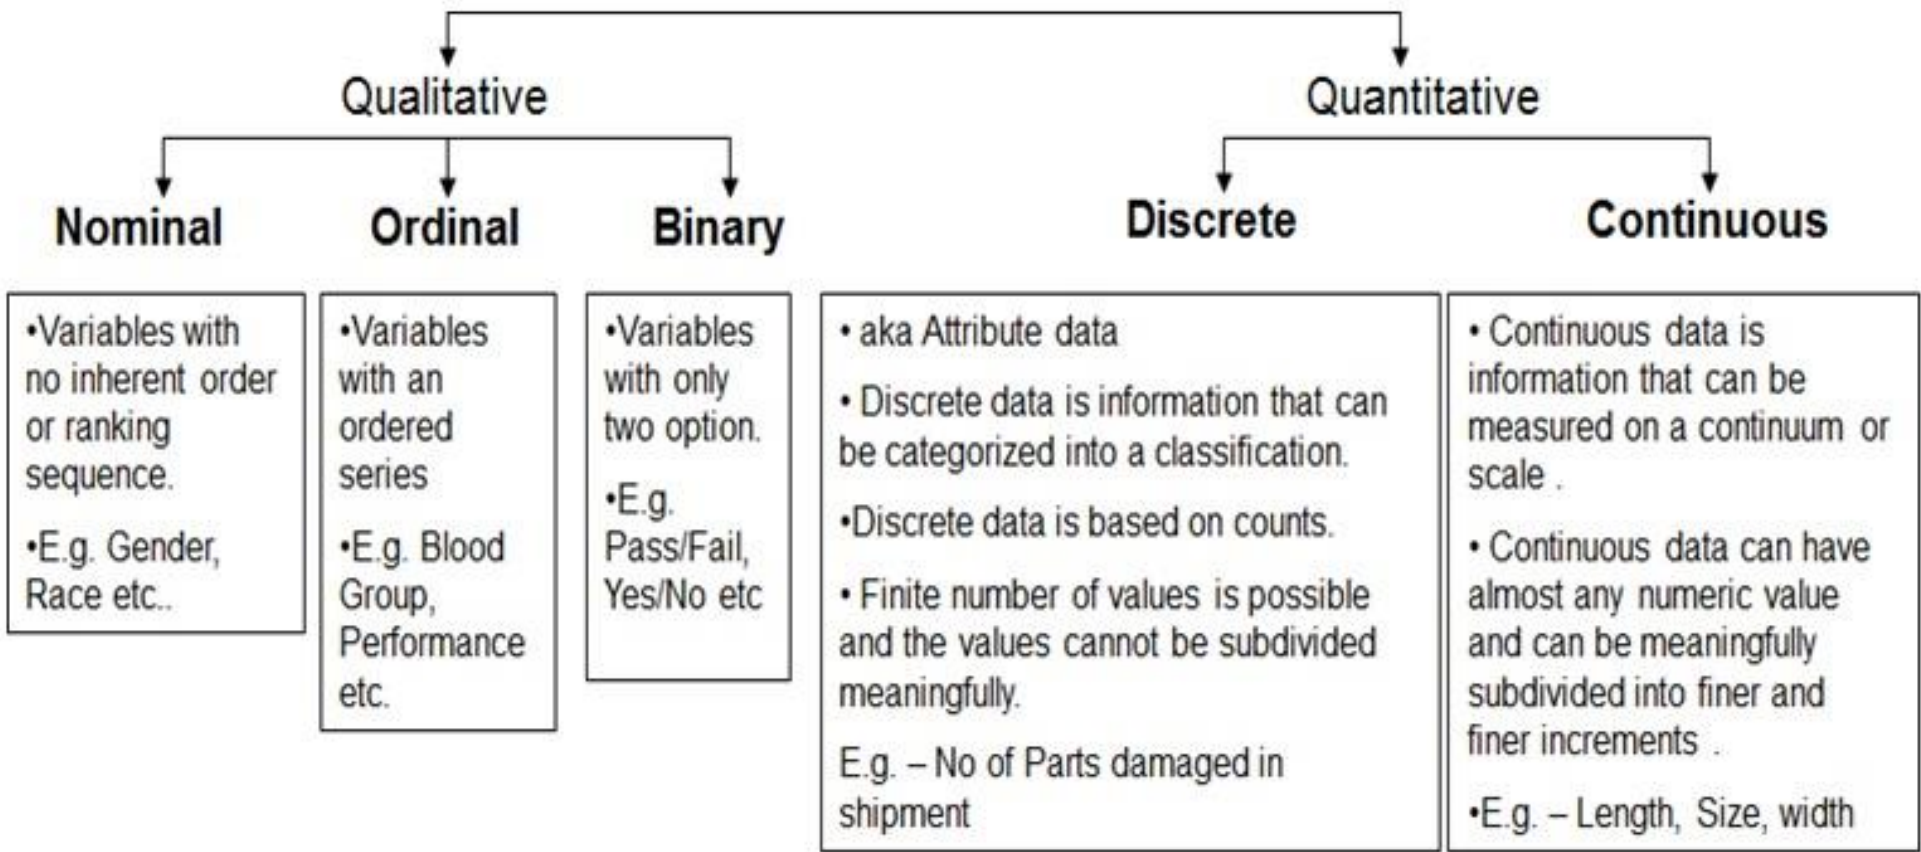 Qualitative
Quantitative
Nominal
Ordinal
Binary
Discrete
Continuous
•Variables with
no inherent order
or ranking
sequence.
•E.g. Gender,
Race etc..
•Variables
with an
ordered
series
•E.g. Blood
Group,
Performance
etc.
•Variables
with only
two option.
•E.g.
Pass/Fail,
Yes/No etc
• aka Attribute data
• Discrete data is information that can
be categorized into a classification.
•Discrete data is based on counts.
• Finite number of values is possible
and the values cannot be subdivided
meaningfully.
E.g. – No of Parts damaged in
shipment
• Continuous data is
information that can be
measured on a continuum or
scale .
• Continuous data can have
almost any numeric value
and can be meaningfully
subdivided into finer and
finer increments .
•E.g. – Length, Size, width